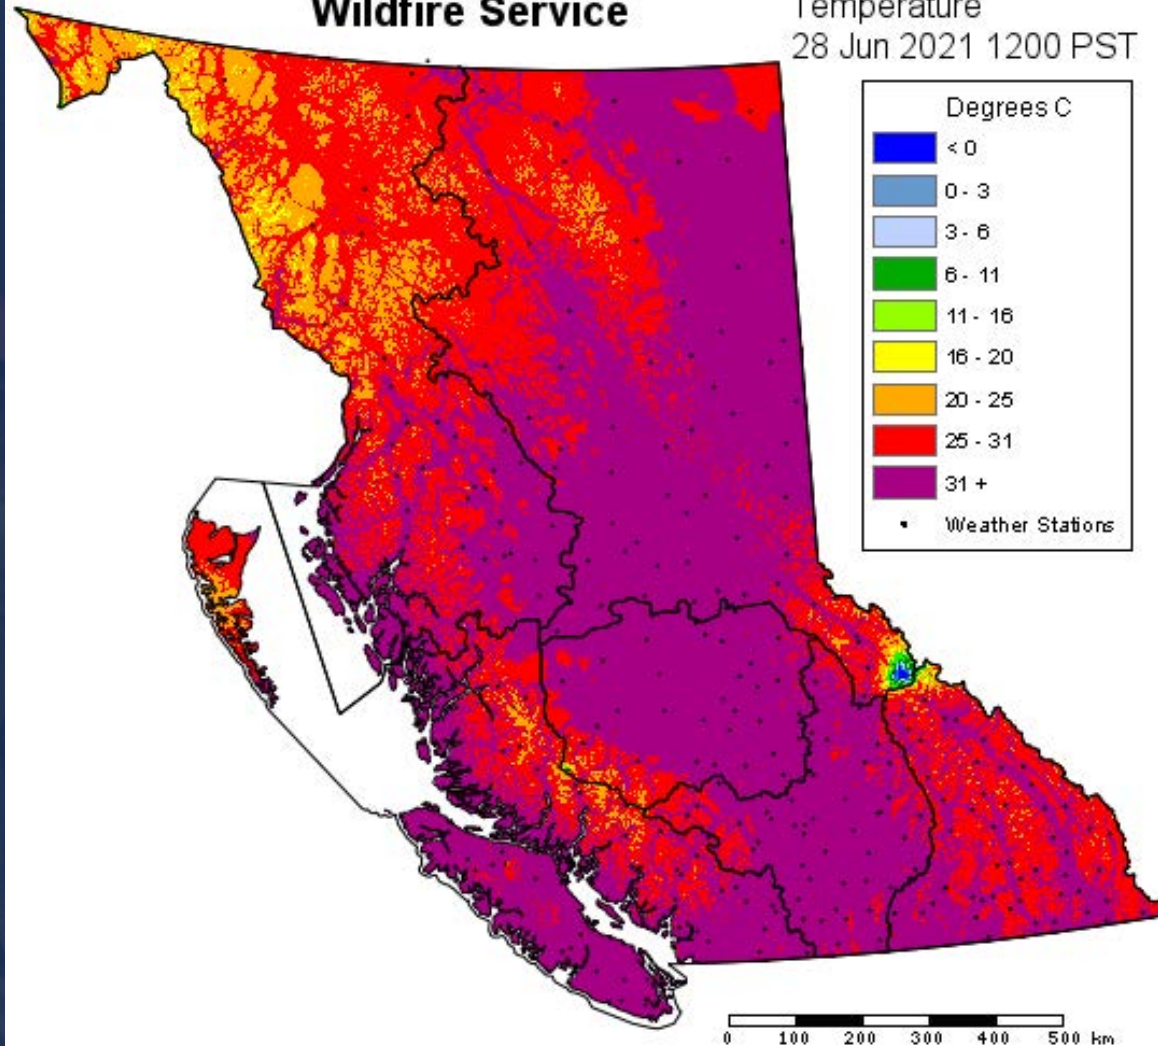 Wildfire Service
Temperature
28 Jun 2021 1200 PST
Degrees C
< 0
0 - 3
3 - 6
6 - 11
11 - 16
16 - 20
20 - 25
25 - 31
31 +
Weather Stations
0 100 200 300 400 500 km